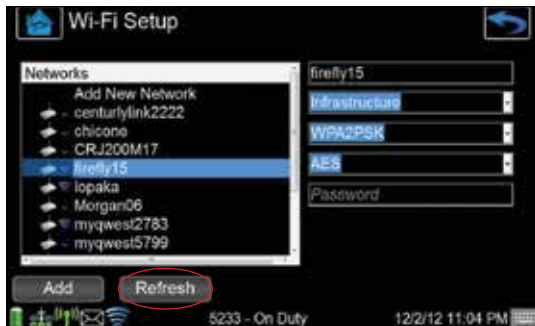 Wi-Fi Setup
Networks
Add New Network
centurlylink2222
chicone
CRJ200M17
firefly15
lopaka
Morgan06
myqwest2783
myqwest5799
firefly15
Infrastructure
WPA2PSK
AES
Password
Add
Refresh
5233 - On Duty
12/2/12 11:04 PM